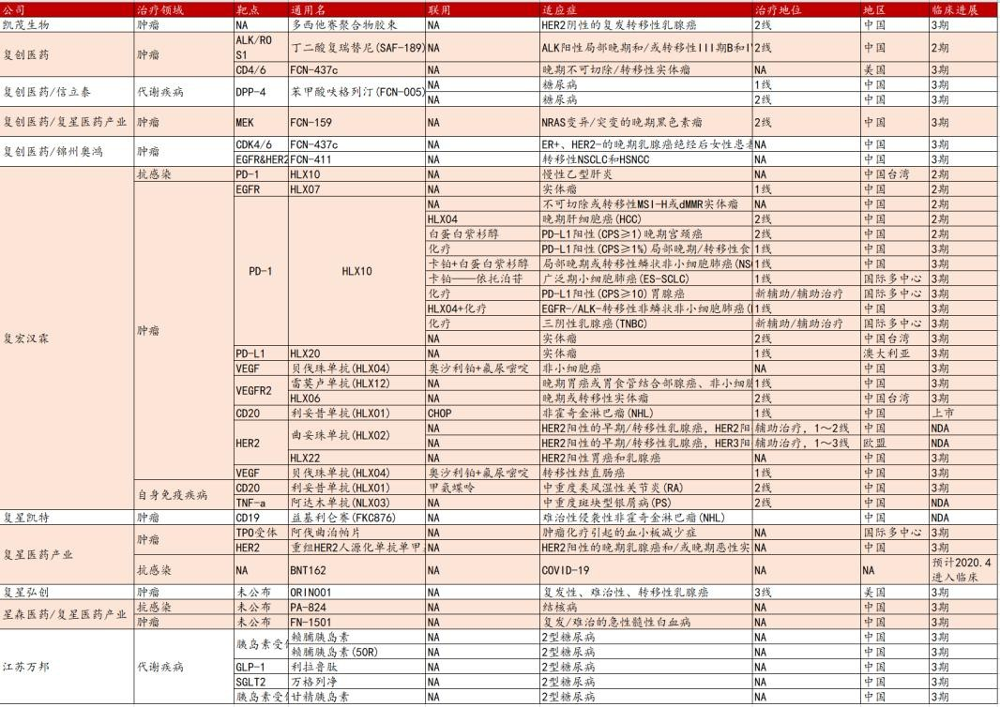 公司 治疗领域 靶点 通用名 联用 适应症 治疗地位 地区 临床进展
凯茂生物 肿瘤 NA 多西他赛聚合物胶束 NA HER2阴性的复发转移性乳腺癌 2线 中国 3期
复创医药 肿瘤 ALK/RO
S1 丁二酸复瑞替尼(SAF-189) NA ALK阳性局部晚期和/或转移性III期B和I 2线 中国 2期
CD4/6 FCN-437c NA 晚期不可切除/转移性实体瘤 NA 美国 3期
复创医药/信立泰 代谢疾病 DPP-4 苯甲酸呋格列汀(FCN-005) NA 糖尿病 1线 中国 3期
NA 糖尿病 2线 中国 3期
复创医药/复星医药产业 肿瘤 MEK FCN-159 NA NRAS变异/突变的晚期黑色素瘤 2线 中国 3期
复创医药/锦州奥鸿 肿瘤 CDK4/6 FCN-437c NA ER+、HER2-的晚期乳腺癌绝经后女性患 NA 中国 3期
EGFR&HER2 FCN-411 NA 转移性NSCLC和HSNCC NA 中国 3期
复宏汉霖 抗感染 PD-1 HLX10 NA 慢性乙型肝炎 NA 中国台湾 2期
肿瘤 EGFR HLX07 NA 实体瘤 1线 中国 2期
PD-1 HLX10 NA 不可切除或转移性MSI-H或dMMR实体瘤 NA 中国 2期
HLX04 晚期肝细胞癌(HCC) 2线 中国 2期
白蛋白紫杉醇 PD-L1阳性(CPS≥1)晚期宫颈癌 2线 中国 2期
化疗 PD-L1阳性(CPS≥1%)局部晚期/转移性食 1线 中国 3期
卡铂+白蛋白紫杉醇 局部晚期或转移性鳞状非小细胞肺癌(NS 1线 中国 3期
卡铂——依托泊苷 广泛期小细胞肺癌(ES-SCLC) 1线 国际多中心 3期
化疗 PD-L1阳性(CPS≥10)胃腺癌 新辅助/辅助治疗 国际多中心 3期
HLX04+化疗 EGFR-/ALK-转移性非鳞状非小细胞肺癌( 1线 中国 3期
化疗 三阴性乳腺癌(TNBC) 新辅助/辅助治疗 国际多中心 3期
NA 实体瘤 2线 中国台湾 3期
PD-L1 HLX20 NA 实体瘤 1线 澳大利亚 3期
VEGF 贝伐珠单抗(HLX04) 奥沙利铂+氟尿嘧啶 非小细胞癌 NA 中国 3期
VEGFR2 雷莫卢单抗(HLX12) NA 晚期胃癌或胃食管结合部腺癌、非小细 1线 中国 3期
HLX06 NA 晚期或转移性实体瘤 2线 中国台湾 3期
CD20 利妥昔单抗(HLX01) CHOP 非霍奇金淋巴瘤(NHL) 1线 中国 上市
HER2 曲妥珠单抗(HLX02) NA HER2阳性的早期/转移性乳腺癌, HER2阳 辅助治疗, 1～2线 中国 NDA
NA HER2阳性的早期/转移性乳腺癌, HER3阳 辅助治疗, 1～3线 欧盟 NDA
HLX22 NA HER2阳性胃癌和乳腺癌 NA 中国 3期
VEGF 贝伐珠单抗(HLX04) 奥沙利铂+氟尿嘧啶 转移性结直肠癌 1线 中国 3期
自身免疫疾病 CD20 利妥昔单抗(HLX01) 甲氨蝶呤 中重度类风湿性关节炎(RA) 2线 中国 3期
TNF-a 阿达木单抗(NLX03) NA 中重度斑块型银屑病(PS) 2线 中国 NDA
复星凯特 肿瘤 CD19 益基利仑赛(FKC876) NA 难治性侵袭性非霍奇金淋巴瘤(NHL) 中国 NDA
复星医药产业 肿瘤 TPO受体 阿伐曲泊帕片 NA 肿瘤化疗引起的血小板减少症 NA 国际多中心 3期
HER2 重组HER2人源化单抗单甲 NA HER2阳性的晚期乳腺癌和/或晚期恶性实 NA 中国 3期
抗感染 NA BNT162 NA COVID-19 NA NA 预计2020.4
进入临床
复星弘创 肿瘤 未公布 ORIN001 NA 复发性、难治性、转移性乳腺癌 3线 美国 3期
星森医药/复星医药产业 抗感染 未公布 PA-824 NA 结核病 NA 中国 3期
肿瘤 未公布 FN-1501 NA 复发/难治的急性髓性白血病 NA 中国 3期
江苏万邦 代谢疾病 胰岛素受 赖脯胰岛素 NA 2型糖尿病 NA 中国 3期
赖脯胰岛素(50R) NA 2型糖尿病 NA 中国 3期
GLP-1 利拉鲁肽 NA 2型糖尿病 NA 中国 3期
SGLT2 万格列净 NA 2型糖尿病 NA 中国 3期
胰岛素受 甘精胰岛素 NA 2型糖尿病 NA 中国 3期